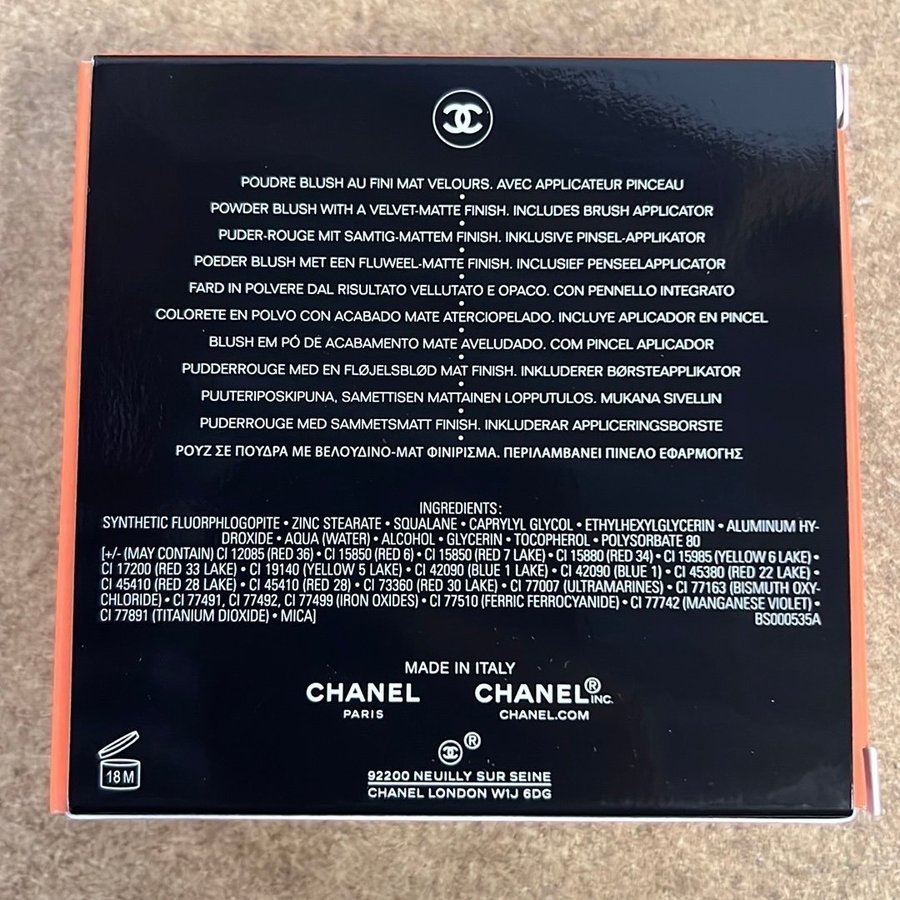 POUDRE BLUSH AU FINI MAT VELOURS. AVEC APPLICATEUR PINCEAU
POWDER BLUSH WITH A VELVET-MATTE FINISH. INCLUDES BRUSH APPLICATOR
PUDER-ROUGE MIT SAMTIG-MATTEM FINISH. INKLUSIVE PINSEL-APPLIKATOR
POEDER BLUSH MET EEN FLUWEEL-MATTE FINISH. INCLUSIEF PENSEELAPPLICATOR
FARD IN POLVERE DAL RISULTATO VELLUTATO E OPACO. CON PENNELLO INTEGRATO
COLORETE EN POLVO CON ACABADO MATE ATERCIOPELADO. INCLUYE APLICADOR EN PINCEL
BLUSH EM PÓ DE ACABAMENTO MATE AVELUDADO. COM PINCEL APLICADOR
PUDDERROUGE MED EN FLØJELSBLØD MAT FINISH. INKLUDERER BØRSTEAPPLIKATOR
PUUTERIPOSKIPUNA, SAMETTISEN MATTAINEN LOPPUTULOS. MUKANA SIVELLIN
PUDERROUGE MED SAMMETSMATT FINISH. INKLUDERAR APPLICERINGSBORSTE
ΡΟΥΖ ΣΕ ΠΟΥΔΡΑ ΜΕ ΒΕΛΟΥΔΙΝΟ-ΜΑΤ ΦΙΝΙΡΙΣΜΑ. ΠΕΡΙΛΑΜΒΑΝΕΙ ΠΙΝΕΛΟ ΕΦΑΡΜΟΓΗΣ
INGREDIENTS:
SYNTHETIC FLUORPHLOGOPITE • ZINC STEARATE • SQUALANE • CAPRYLYL GLYCOL • ETHYLHEXYLGLYCERIN • ALUMINUM HY-
DROXIDE • AQUA (WATER) • ALCOHOL • GLYCERIN • TOCOPHEROL • POLYSORBATE 80
[+/- (MAY CONTAIN) CI 12085 (RED 36) • CI 15850 (RED 6) • CI 15850 (RED 7 LAKE) • CI 15880 (RED 34) • CI 15985 (YELLOW 6 LAKE) •
CI 17200 (RED 33 LAKE) • CI 19140 (YELLOW 5 LAKE) • CI 42090 (BLUE 1 LAKE) • CI 42090 (BLUE 1) • CI 45380 (RED 22 LAKE) •
CI 45410 (RED 28 LAKE) • CI 45410 (RED 28) • CI 73360 (RED 30 LAKE) • CI 77007 (ULTRAMARINES) • CI 77163 (BISMUTH OXY-
CHLORIDE) • CI 77491, CI 77492, CI 77499 (IRON OXIDES) • CI 77510 (FERRIC FERROCYANIDE) • CI 77742 (MANGANESE VIOLET) •
CI 77891 (TITANIUM DIOXIDE) • MICA] BS000535A
MADE IN ITALY
CHANEL CHANEL® INC.
PARIS CHANEL.COM
®
18 M
92200 NEUILLY SUR SEINE
CHANEL LONDON W1J 6DG